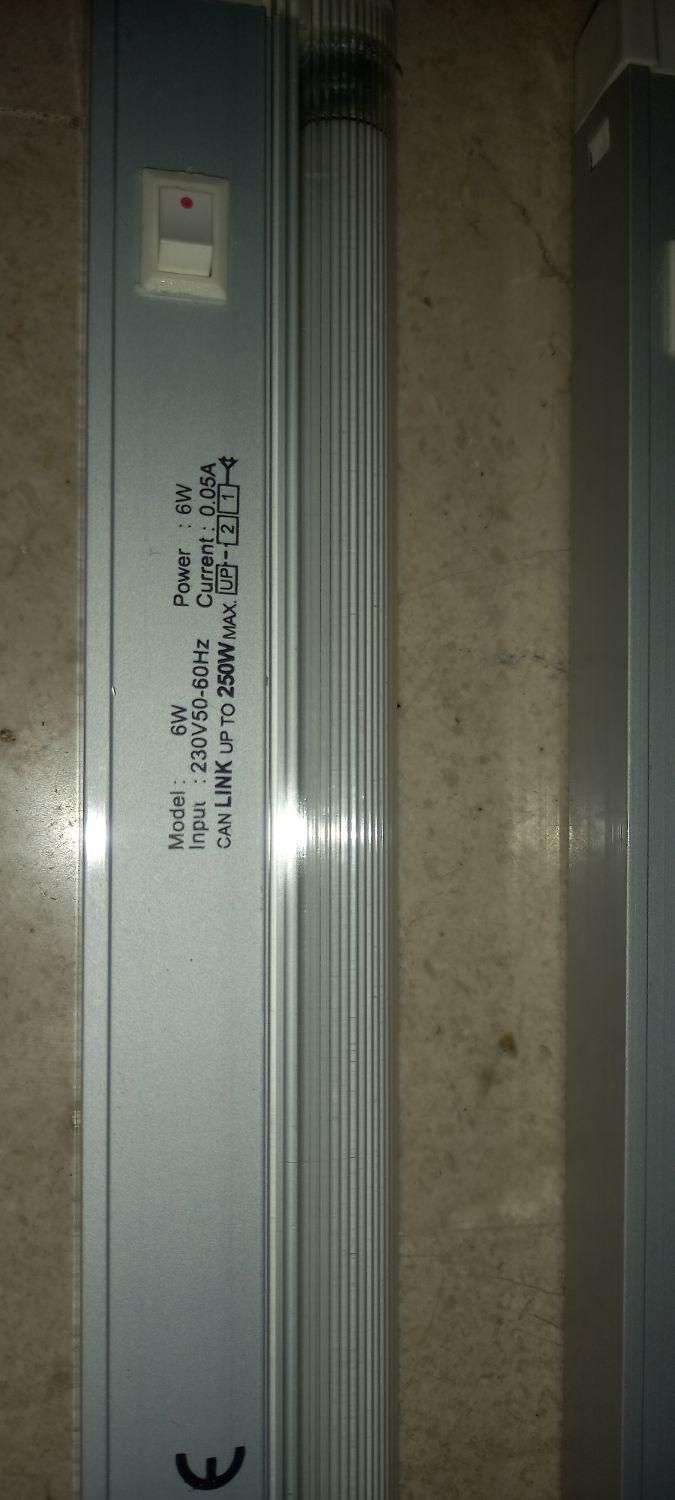 Model : 6W Power : 6W
Input : 230V50-60Hz Current : 0.05A
CAN LINK UP TO 250W MAX. UP 2 1
CE